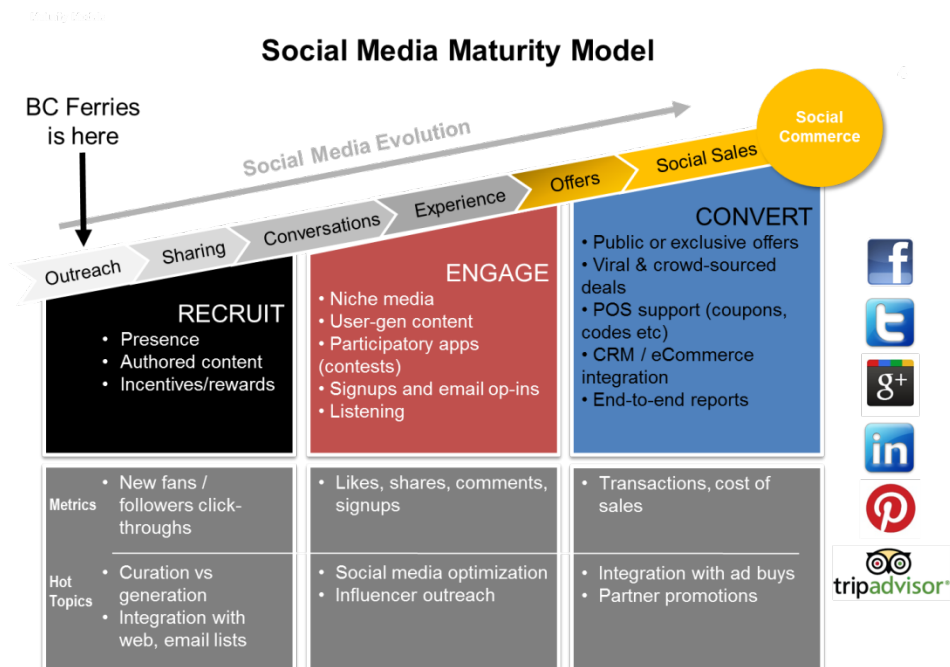 Social Media Maturity Model
BC Ferries
is here
Social Media Evolution
Social
Commerce
Outreach
Sharing
Conversations
Experience
Offers
Social Sales
RECRUIT
• Presence
• Authored content
• Incentives/rewards
ENGAGE
• Niche media
• User-gen content
• Participatory apps
(contests)
• Signups and email op-ins
• Listening
CONVERT
• Public or exclusive offers
• Viral & crowd-sourced
deals
• POS support (coupons,
codes etc)
• CRM / eCommerce
integration
• End-to-end reports
Metrics
• New fans /
followers click-
throughs
• Likes, shares, comments,
signups
• Transactions, cost of
sales
Hot
Topics
• Curation vs
generation
• Integration with
web, email lists
• Social media optimization
• Influencer outreach
• Integration with ad buys
• Partner promotions
f
t
g+
in
P
tripadvisor®